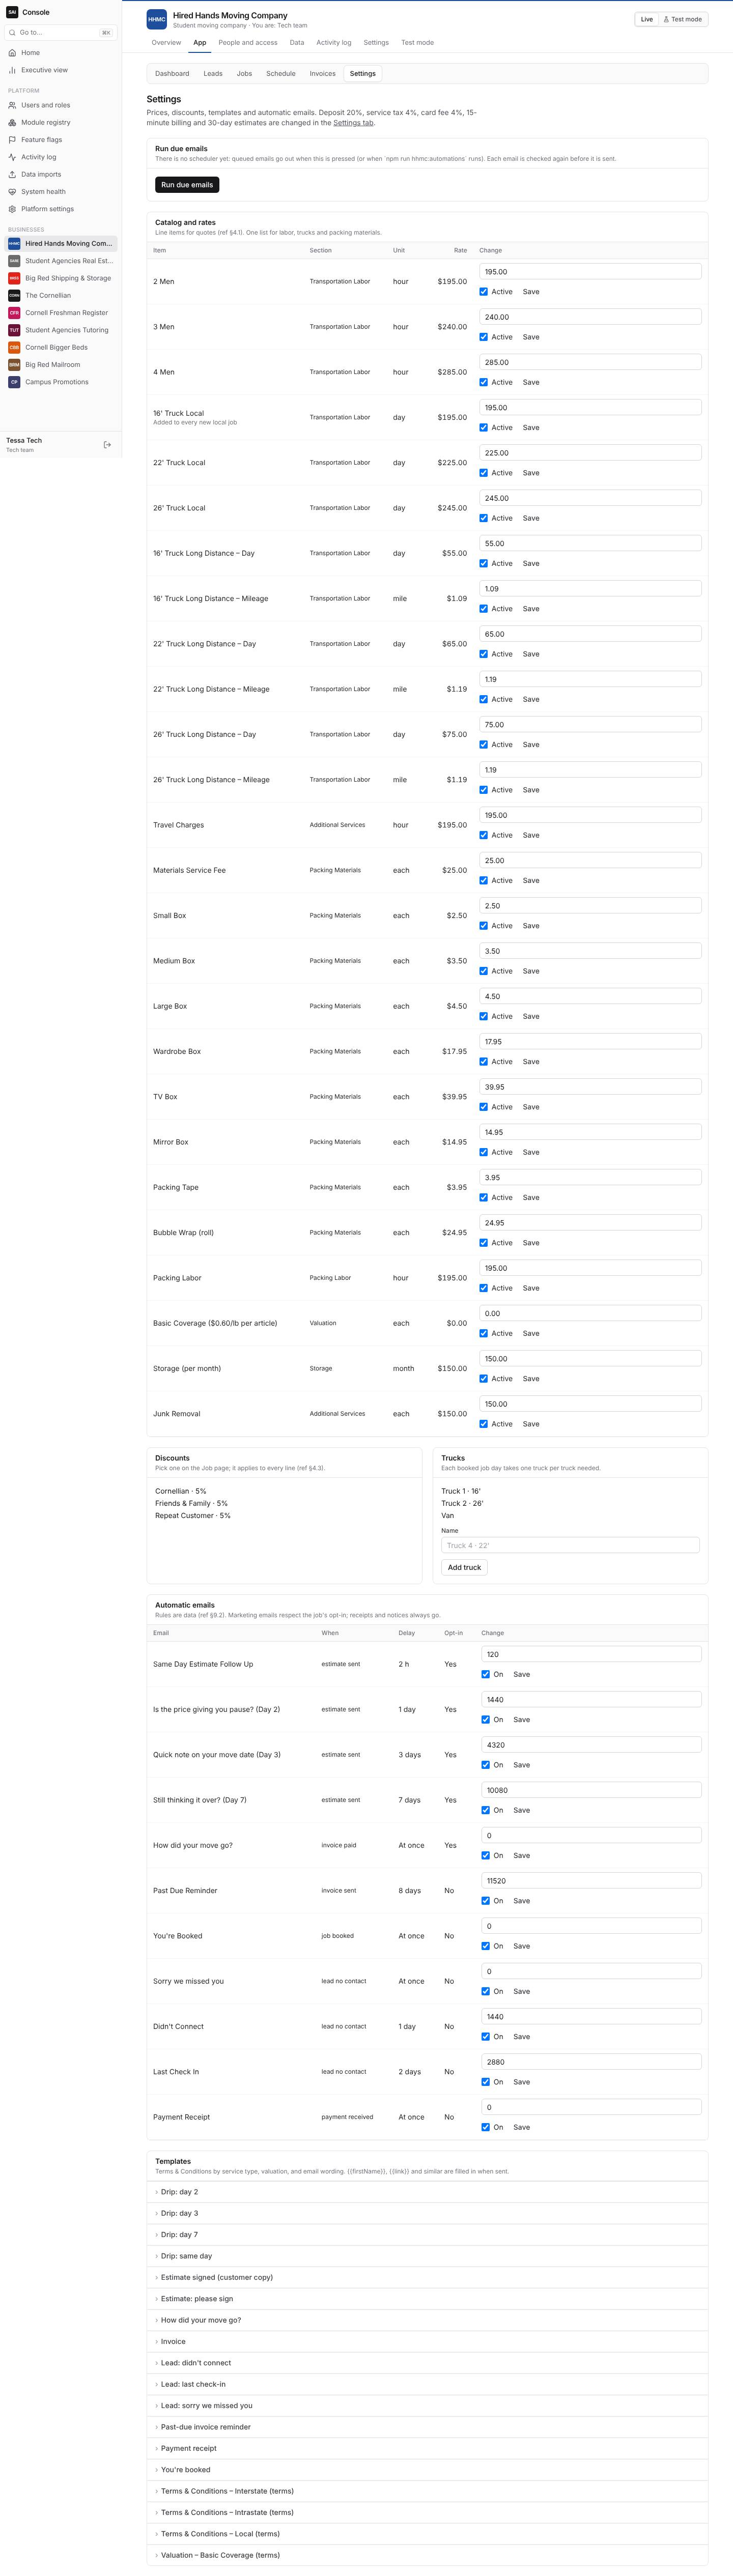 SAI Console
Go to... ⌘K
Home
Executive view
PLATFORM
Users and roles
Module registry
Feature flags
Activity log
Data imports
System health
Platform settings
BUSINESSES
HHMC Hired Hands Moving Com...
Student Agencies Real Est...
Big Red Shipping & Storage
The Cornellian
CFR Cornell Freshman Register
TUT Student Agencies Tutoring
CBB Cornell Bigger Beds
BRM Big Red Mailroom
CP Campus Promotions
Tessa Tech
Tech team
HHMC
Hired Hands Moving Company
Student moving company · You are: Tech team
Live Test mode
Overview App People and access Data Activity log Settings Test mode
Dashboard Leads Jobs Schedule Invoices Settings
Settings
Prices, discounts, templates and automatic emails. Deposit 20%, service tax 4%, card fee 4%, 15-
minute billing and 30-day estimates are changed in the Settings tab.
Run due emails
There is no scheduler yet: queued emails go out when this is pressed (or when `npm run hhmc:automations` runs). Each email is checked again before it is sent.
Run due emails
Catalog and rates
Line items for quotes (ref §4.1). One list for labor, trucks and packing materials.
Item Section Unit Rate Change
2 Men Transportation Labor hour $195.00 195.00
Active Save
3 Men Transportation Labor hour $240.00 240.00
Active Save
4 Men Transportation Labor hour $285.00 285.00
Active Save
16' Truck Local Transportation Labor day $195.00 195.00
Added to every new local job
Active Save
22' Truck Local Transportation Labor day $225.00 225.00
Active Save
26' Truck Local Transportation Labor day $245.00 245.00
Active Save
16' Truck Long Distance – Day Transportation Labor day $55.00 55.00
Active Save
16' Truck Long Distance – Mileage Transportation Labor mile $1.09 1.09
Active Save
22' Truck Long Distance – Day Transportation Labor day $65.00 65.00
Active Save
22' Truck Long Distance – Mileage Transportation Labor mile $1.19 1.19
Active Save
26' Truck Long Distance – Day Transportation Labor day $75.00 75.00
Active Save
26' Truck Long Distance – Mileage Transportation Labor mile $1.19 1.19
Active Save
Travel Charges Additional Services hour $195.00 195.00
Active Save
Materials Service Fee Packing Materials each $25.00 25.00
Active Save
Small Box Packing Materials each $2.50 2.50
Active Save
Medium Box Packing Materials each $3.50 3.50
Active Save
Large Box Packing Materials each $4.50 4.50
Active Save
Wardrobe Box Packing Materials each $17.95 17.95
Active Save
TV Box Packing Materials each $39.95 39.95
Active Save
Mirror Box Packing Materials each $14.95 14.95
Active Save
Packing Tape Packing Materials each $3.95 3.95
Active Save
Bubble Wrap (roll) Packing Materials each $24.95 24.95
Active Save
Packing Labor Packing Labor hour $195.00 195.00
Active Save
Basic Coverage ($0.60/lb per article) Valuation each $0.00 0.00
Active Save
Storage (per month) Storage month $150.00 150.00
Active Save
Junk Removal Additional Services each $150.00 150.00
Active Save
Discounts
Pick one on the Job page; it applies to every line (ref §4.3).
Cornellian · 5%
Friends & Family · 5%
Repeat Customer · 5%
Trucks
Each booked job day takes one truck per truck needed.
Truck 1 · 16'
Truck 2 · 26'
Van
Name
Truck 4 · 22'
Add truck
Automatic emails
Rules are data (ref §9.2). Marketing emails respect the job's opt-in; receipts and notices always go.
Email When Delay Opt-in Change
Same Day Estimate Follow Up estimate sent 2 h Yes 120
On Save
Is the price giving you pause? (Day 2) estimate sent 1 day Yes 1440
On Save
Quick note on your move date (Day 3) estimate sent 3 days Yes 4320
On Save
Still thinking it over? (Day 7) estimate sent 7 days Yes 10080
On Save
How did your move go? invoice paid At once Yes 0
On Save
Past Due Reminder invoice sent 8 days No 11520
On Save
You're Booked job booked At once No 0
On Save
Sorry we missed you lead no contact At once No 0
On Save
Didn't Connect lead no contact 1 day No 1440
On Save
Last Check In lead no contact 2 days No 2880
On Save
Payment Receipt payment received At once No 0
On Save
Templates
Terms & Conditions by service type, valuation, and email wording. {{firstName}}, {{link}} and similar are filled in when sent.
› Drip: day 2
› Drip: day 3
› Drip: day 7
› Drip: same day
› Estimate signed (customer copy)
› Estimate: please sign
› How did your move go?
› Invoice
› Lead: didn't connect
› Lead: last check-in
› Lead: sorry we missed you
› Past-due invoice reminder
› Payment receipt
› You're booked
› Terms & Conditions – Interstate (terms)
› Terms & Conditions – Intrastate (terms)
› Terms & Conditions – Local (terms)
› Valuation – Basic Coverage (terms)